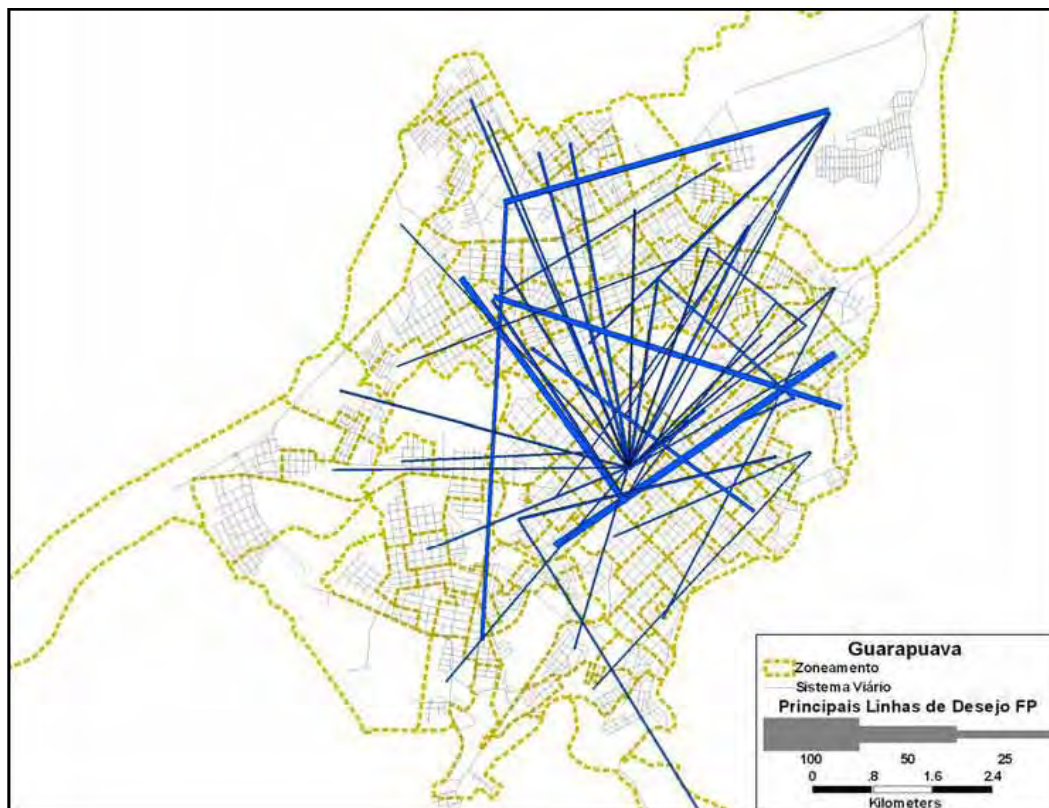 Guarapuava
Zoneamento
Sistema Viário
Principais Linhas de Desejo FP
100 50 25
0 .8 1.6 2.4
Kilometers